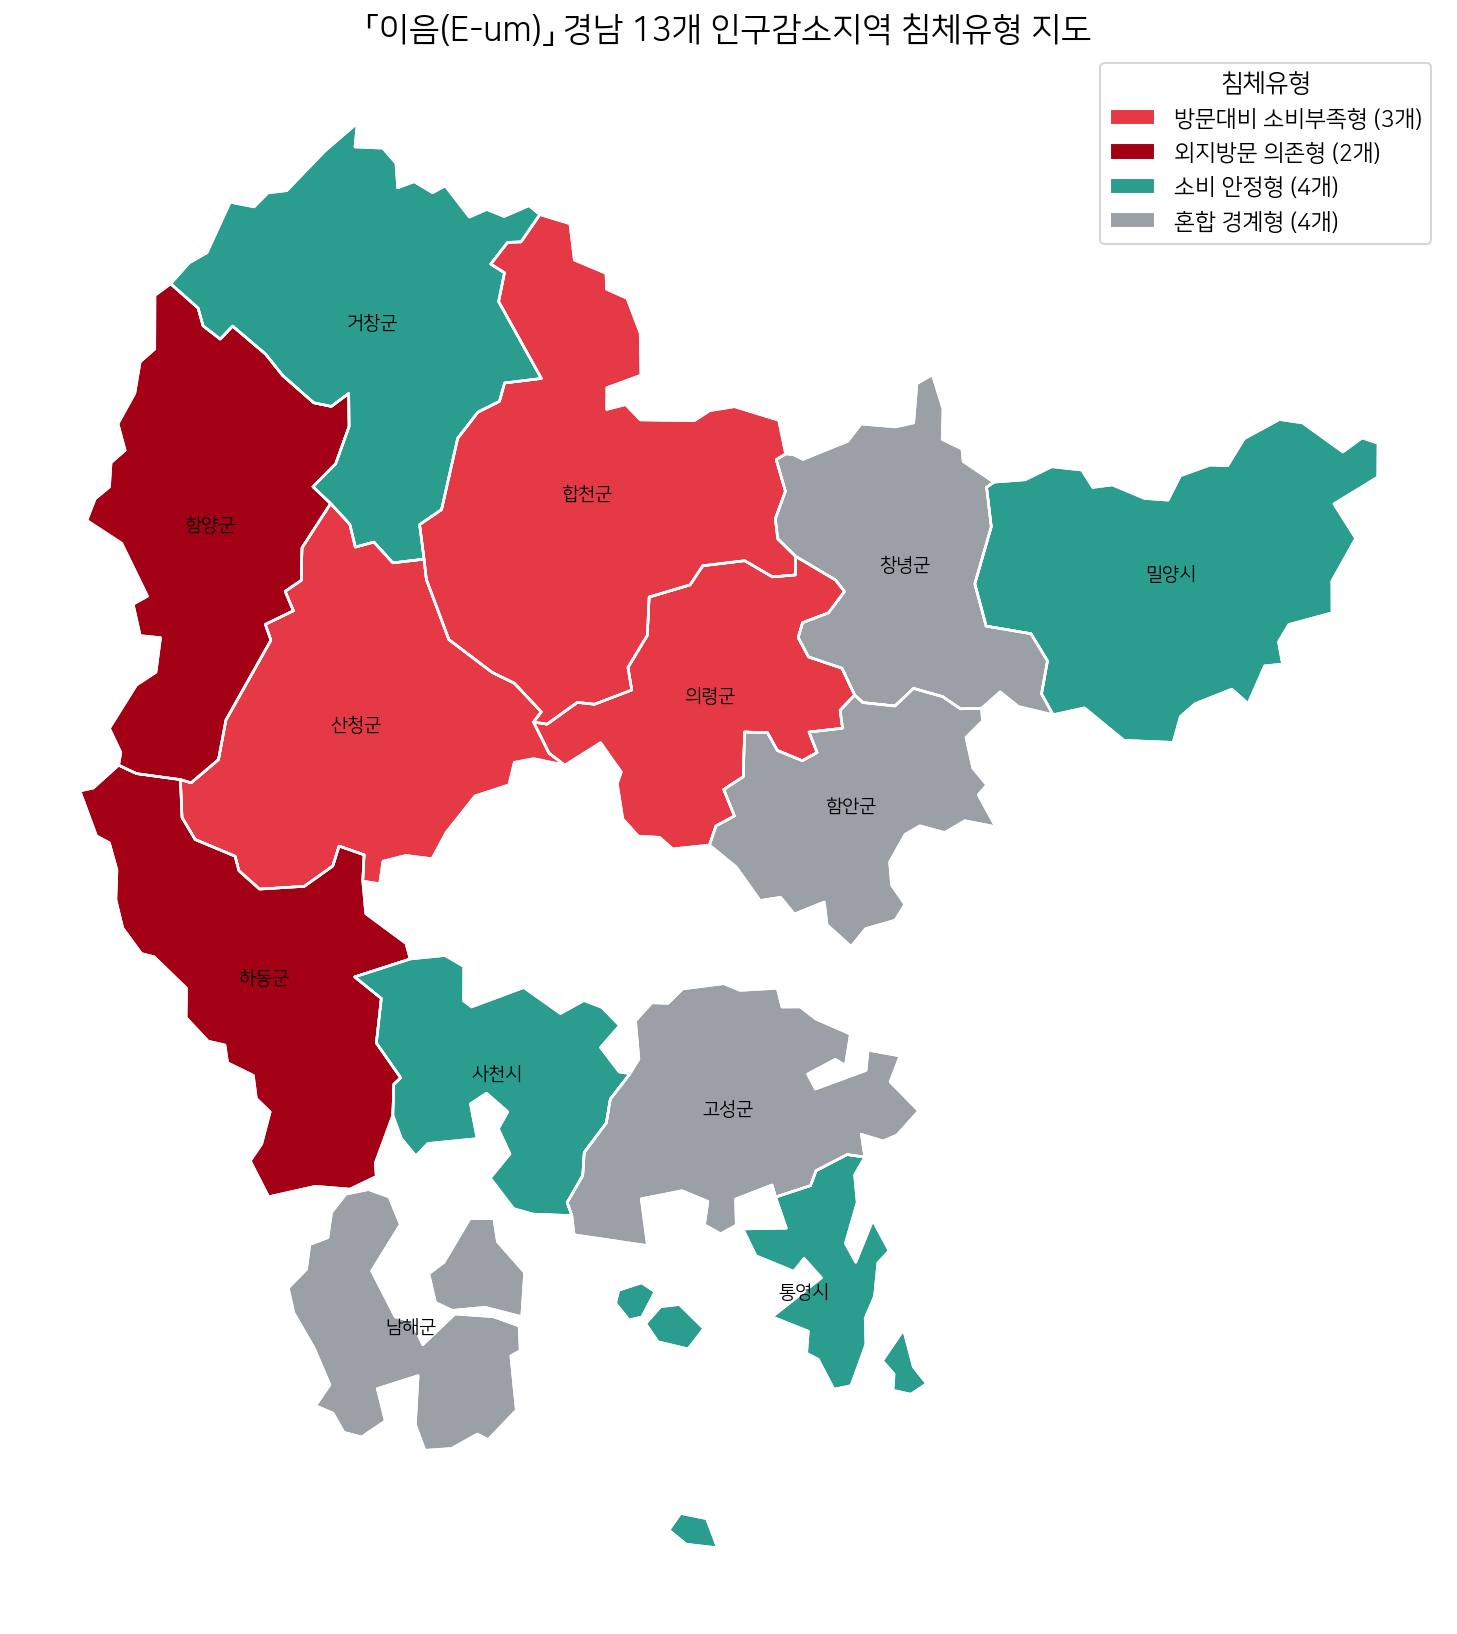 「이음(E-um)」 경남 13개 인구감소지역 침체유형 지도
침체유형
방문대비 소비부족형 (3개)
외지방문 의존형 (2개)
소비 안정형 (4개)
혼합 경계형 (4개)
거창군
합천군
함양군
창녕군
밀양시
의령군
산청군
함안군
하동군
사천시
고성군
통영시
남해군